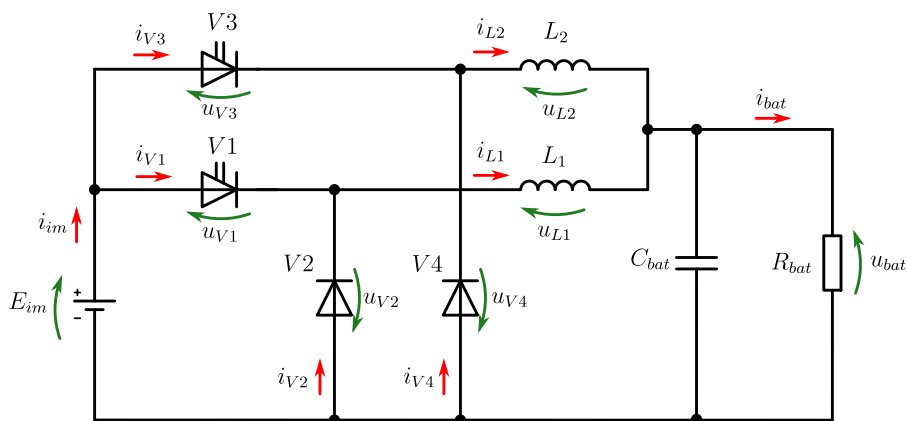 V3
i_{V3}
i_{L2}
L_2
u_{V3}
u_{L2}
i_{bat}
V1
i_{V1}
i_{L1}
L_1
u_{V1}
u_{L1}
i_{im}
V2
V4
C_{bat}
R_{bat}
u_{bat}
E_{im}
+
−
u_{V2}
u_{V4}
i_{V2}
i_{V4}